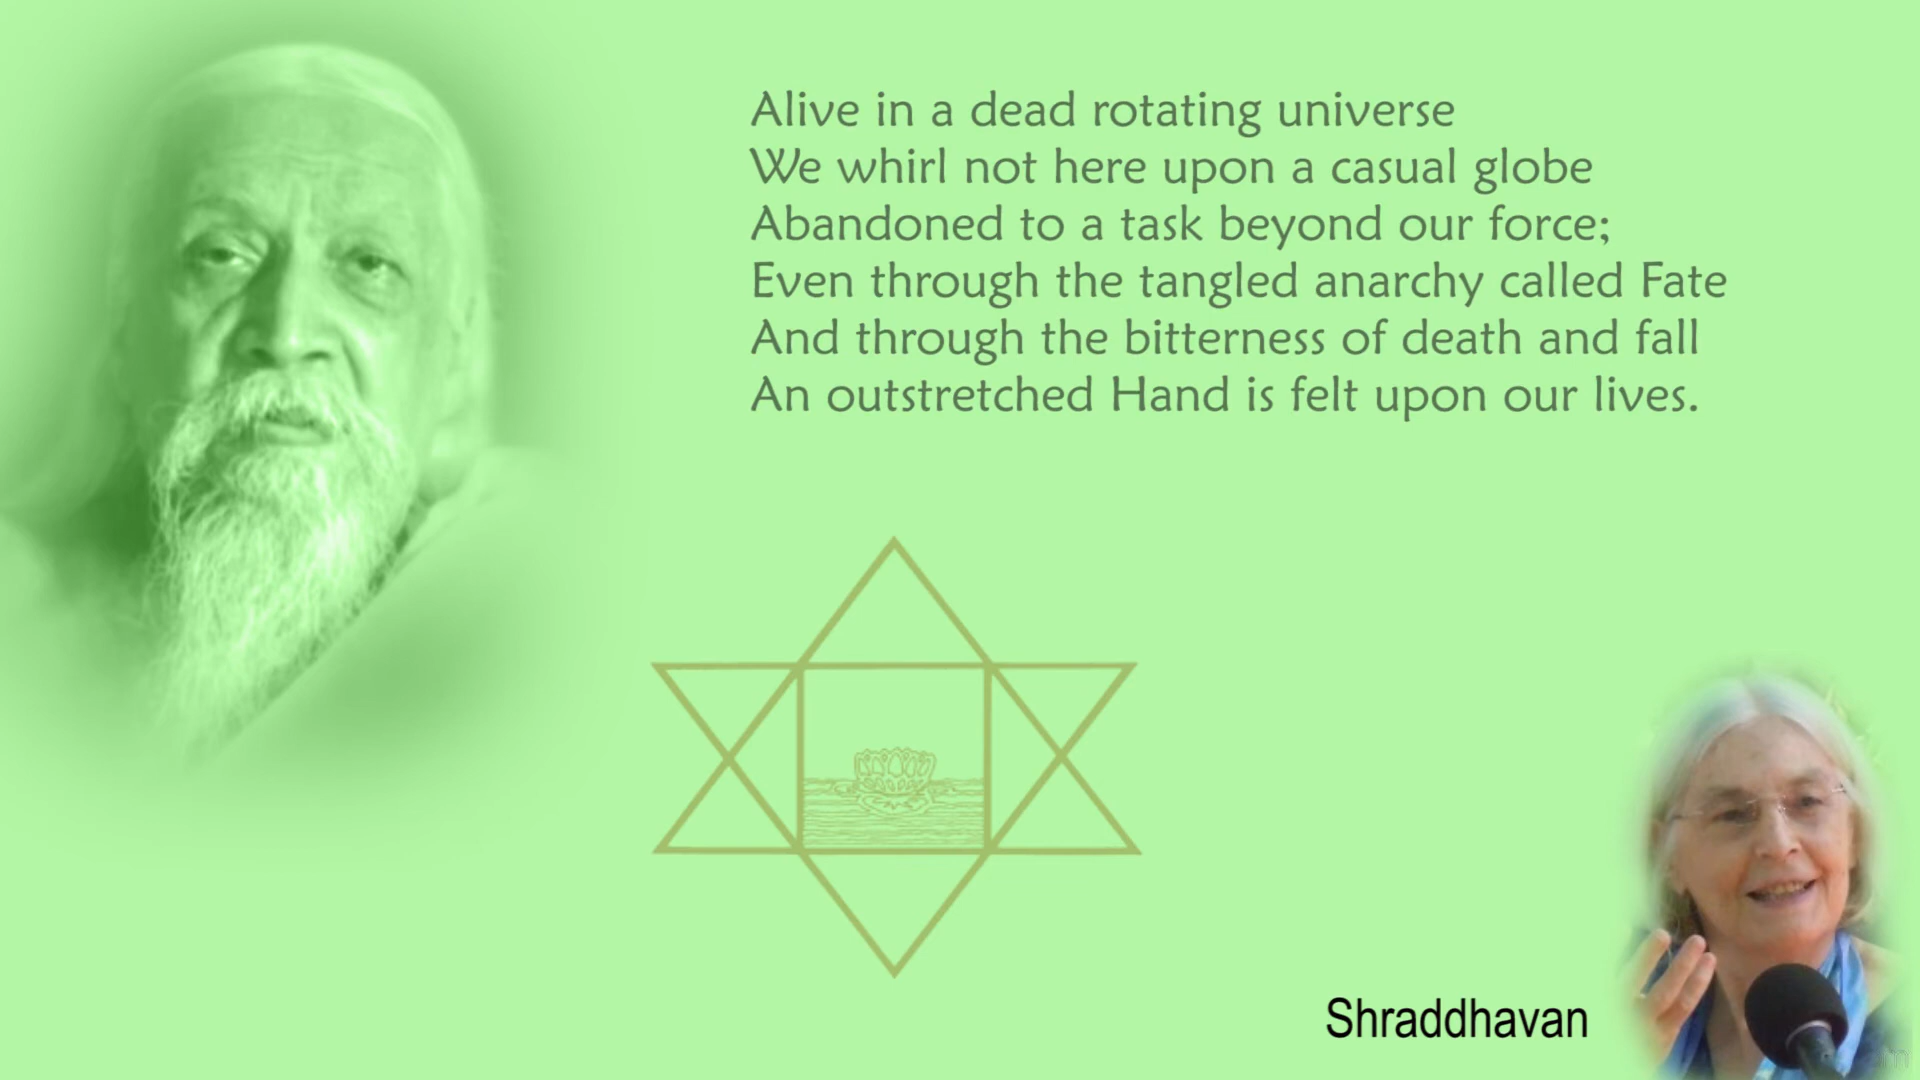 Alive in a dead rotating universe
We whirl not here upon a casual globe
Abandoned to a task beyond our force;
Even through the tangled anarchy called Fate
And through the bitterness of death and fall
An outstretched Hand is felt upon our lives.
Shraddhavan